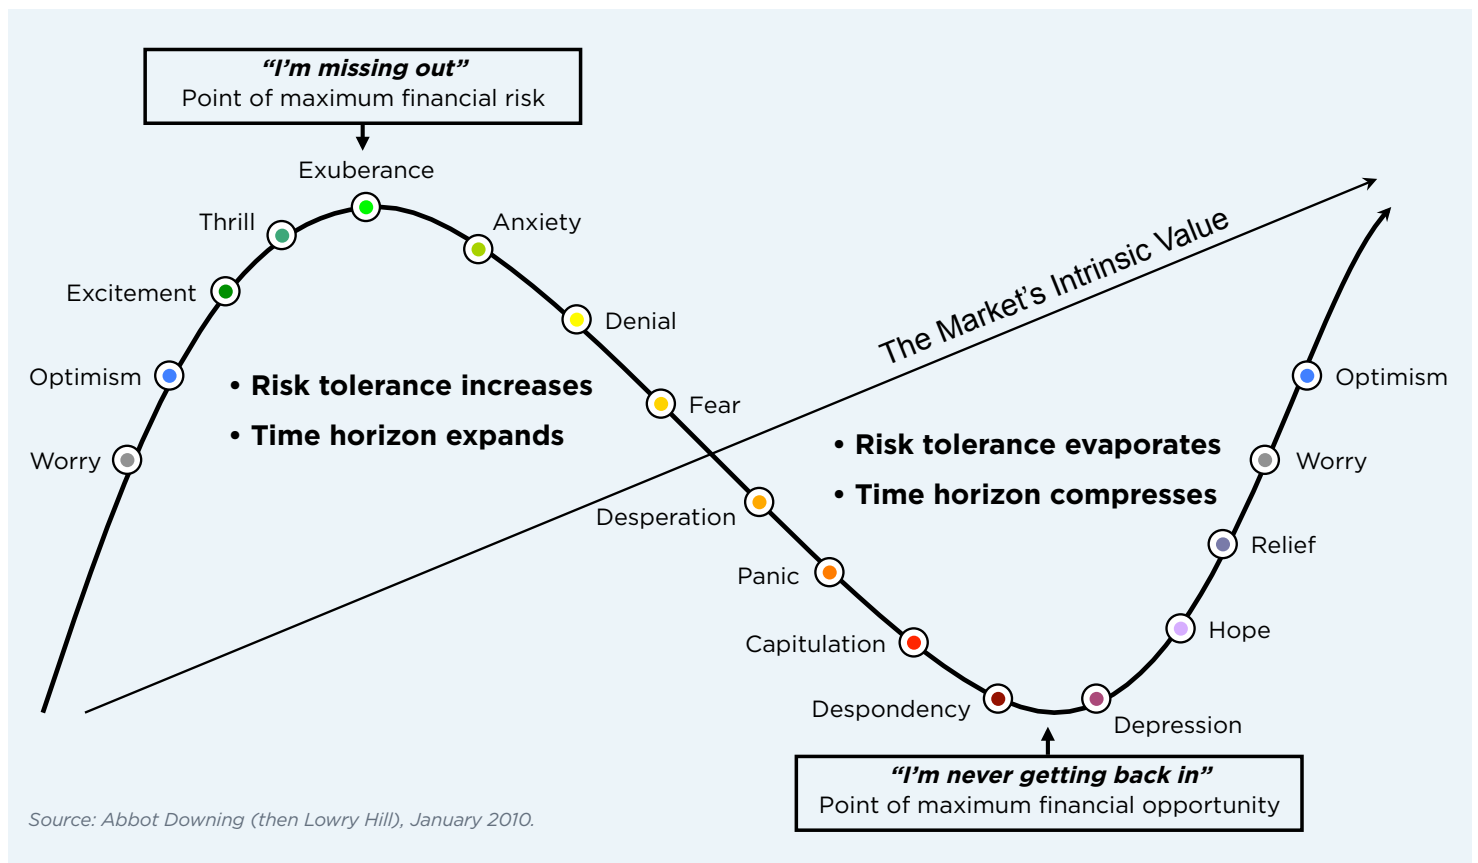 “I’m missing out”
Point of maximum financial risk
Exuberance
Thrill
Anxiety
Excitement
Denial
Optimism
• Risk tolerance increases
• Time horizon expands
Fear
Worry
The Market’s Intrinsic Value
• Risk tolerance evaporates
• Time horizon compresses
Optimism
Worry
Desperation
Relief
Panic
Hope
Capitulation
Despondency
Depression
“I’m never getting back in”
Point of maximum financial opportunity
Source: Abbot Downing (then Lowry Hill), January 2010.